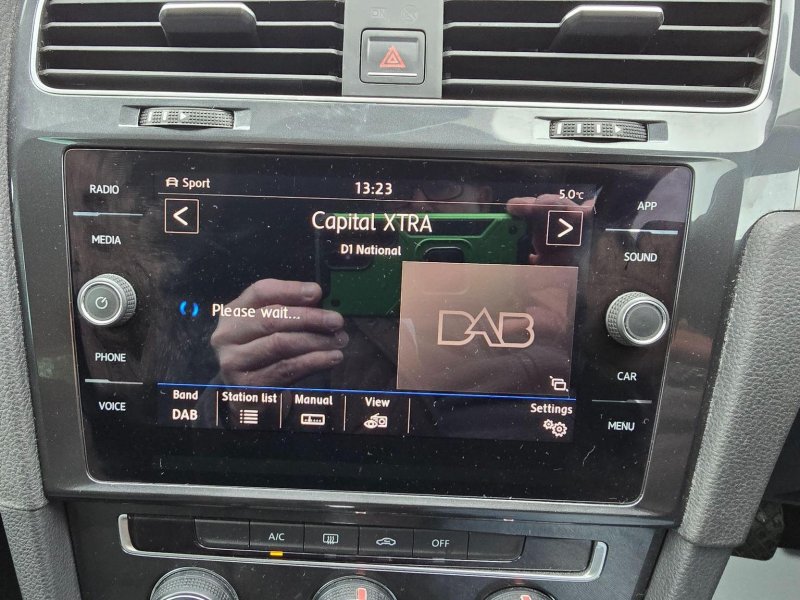 RADIO
MEDIA
PHONE
VOICE
Sport
13:23
5.0°C
Capital XTRA
D1 National
Please wait...
DAB
Band
DAB
Station list
Manual
View
Settings
APP
SOUND
CAR
MENU
A/C
OFF